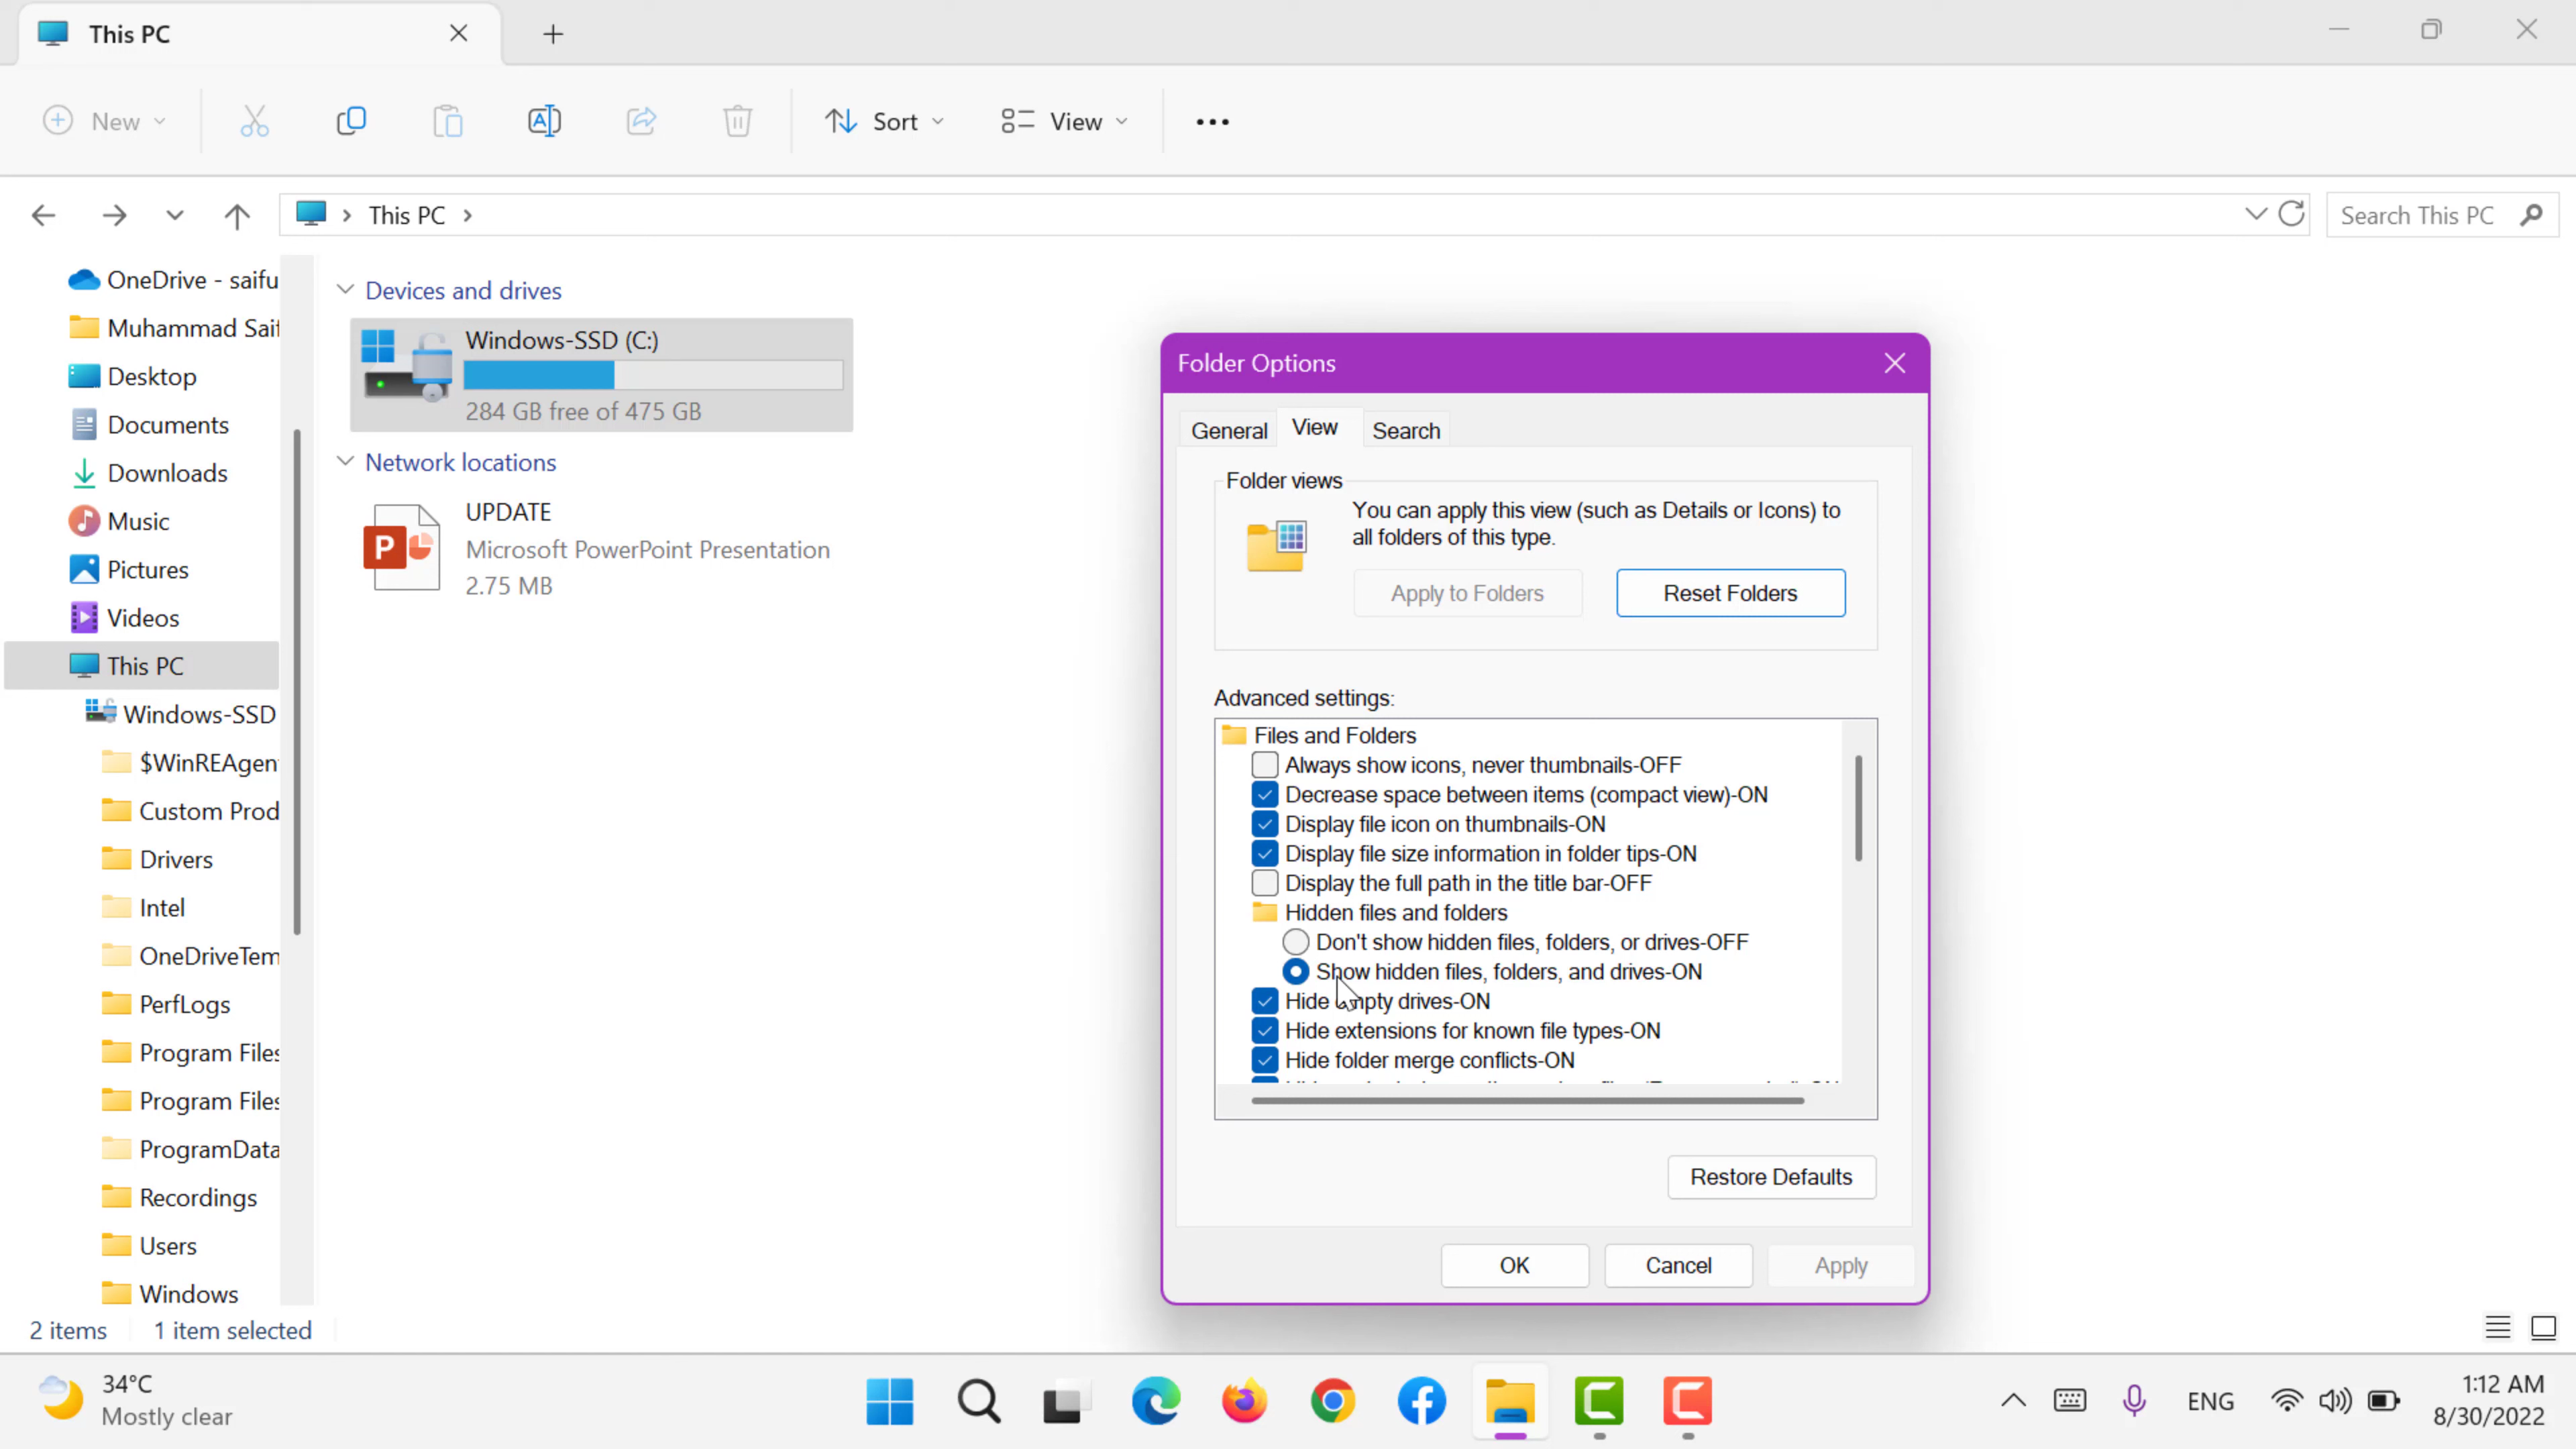 This PC
New
Sort
View
This PC
Search This PC
OneDrive - saifu
Muhammad Saif
Desktop
Documents
Downloads
Music
Pictures
Videos
This PC
Windows-SSD
$WinREAgen
Custom Prod
Drivers
Intel
OneDriveTem
PerfLogs
Program Files
Program Files
ProgramData
Recordings
Users
Windows
Devices and drives
Windows-SSD (C:)
284 GB free of 475 GB
Network locations
UPDATE
Microsoft PowerPoint Presentation
2.75 MB
Folder Options
General
View
Search
Folder views
You can apply this view (such as Details or Icons) to
all folders of this type.
Apply to Folders
Reset Folders
Advanced settings:
Files and Folders
Always show icons, never thumbnails-OFF
Decrease space between items (compact view)-ON
Display file icon on thumbnails-ON
Display file size information in folder tips-ON
Display the full path in the title bar-OFF
Hidden files and folders
Don't show hidden files, folders, or drives-OFF
Show hidden files, folders, and drives-ON
Hide empty drives-ON
Hide extensions for known file types-ON
Hide folder merge conflicts-ON
Restore Defaults
OK
Cancel
Apply
2 items
1 item selected
34°C
Mostly clear
ENG
1:12 AM
8/30/2022